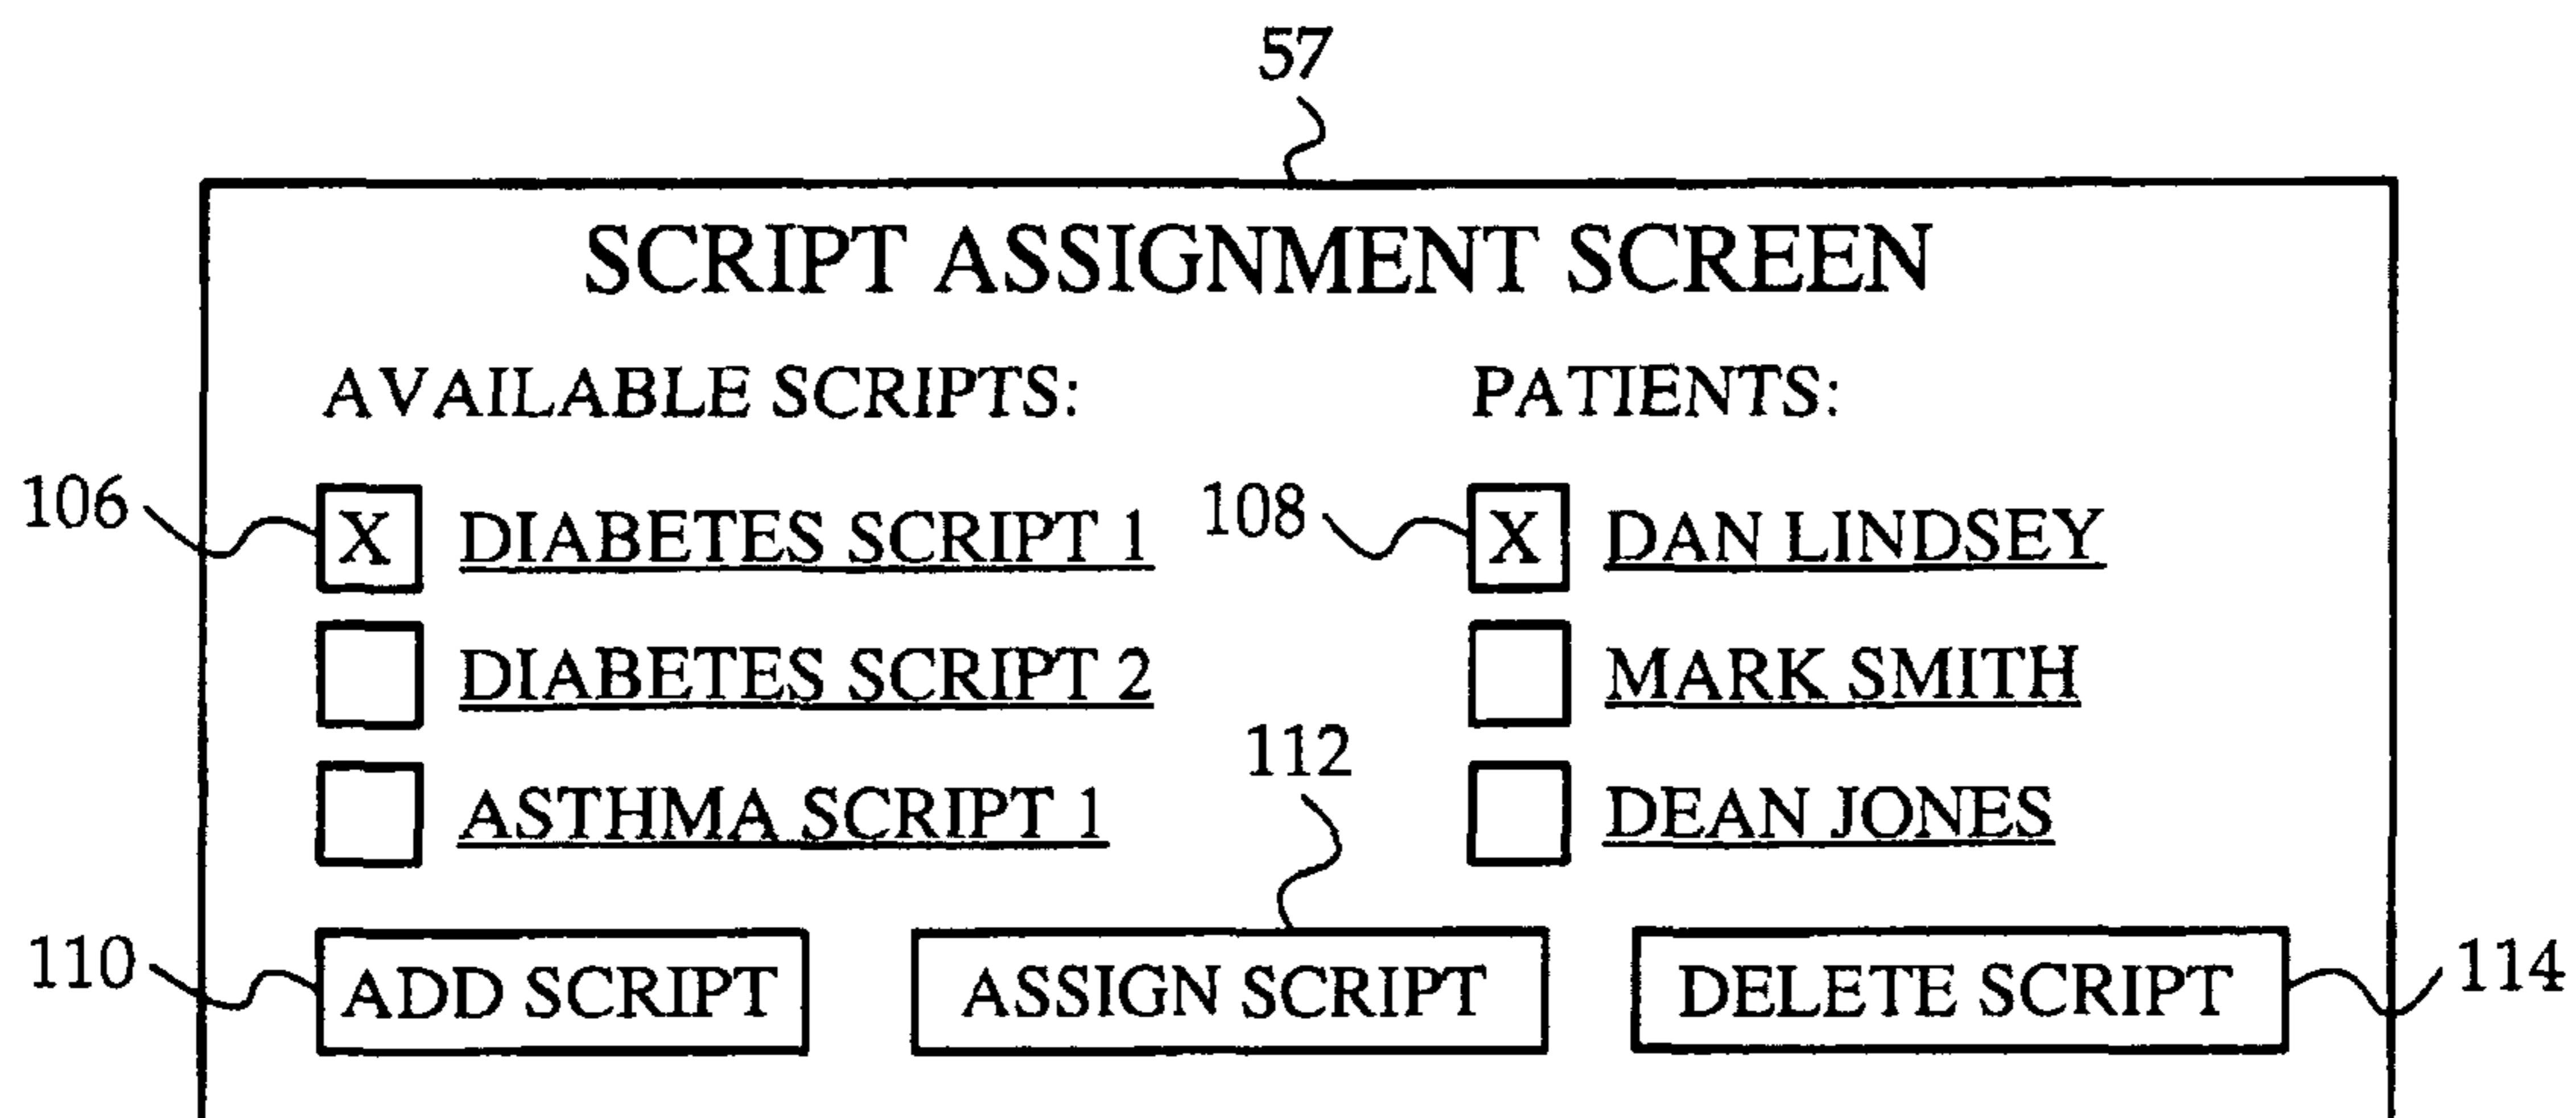 57
SCRIPT ASSIGNMENT SCREEN
AVAILABLE SCRIPTS: PATIENTS:
106 X DIABETES SCRIPT 1 108 X DAN LINDSEY
DIABETES SCRIPT 2 MARK SMITH
112
ASTHMA SCRIPT 1 DEAN JONES
110 ADD SCRIPT ASSIGN SCRIPT DELETE SCRIPT 114